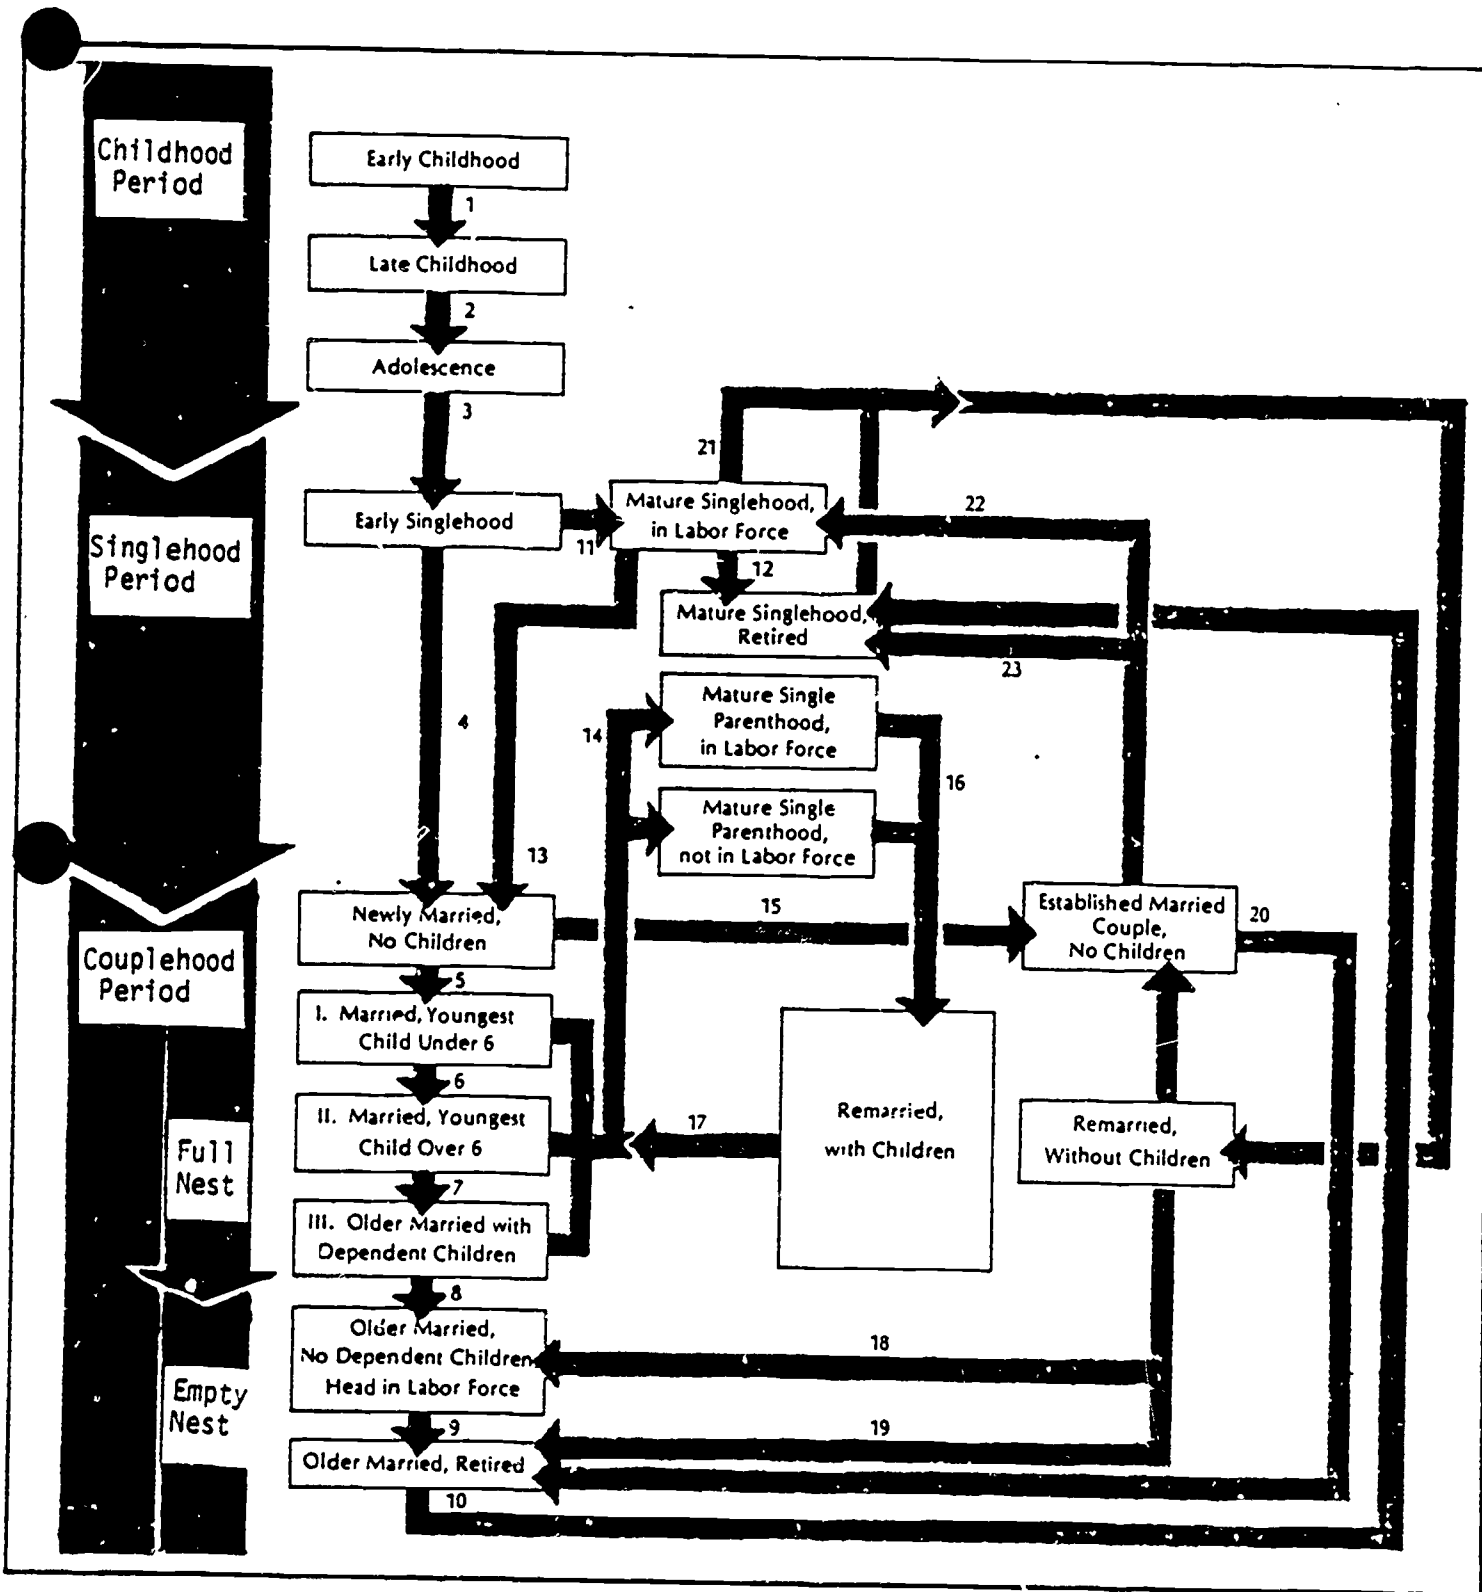 Childhood
Period
Early Childhood
1
Late Childhood
2
Adolescence
3
Singlehood
Period
Early Singlehood
11
21
Mature Singlehood,
in Labor Force
22
12
Mature Singlehood,
Retired
23
4
13
14
Mature Single
Parenthood,
in Labor Force
16
Mature Single
Parenthood,
not in Labor Force
Couplehood
Period
Newly Married,
No Children
15
Established Married
Couple,
No Children
20
5
I. Married, Youngest
Child Under 6
6
Full
Nest
II. Married, Youngest
Child Over 6
17
Remarried,
with Children
Remarried,
Without Children
7
III. Older Married with
Dependent Children
8
Empty
Nest
Older Married,
No Dependent Children
Head in Labor Force
18
9
19
Older Married, Retired
10